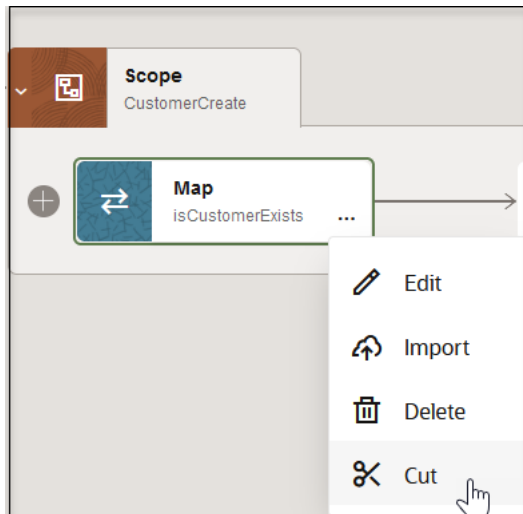 Scope
CustomerCreate
Map
isCustomerExists
...
Edit
Import
Delete
Cut